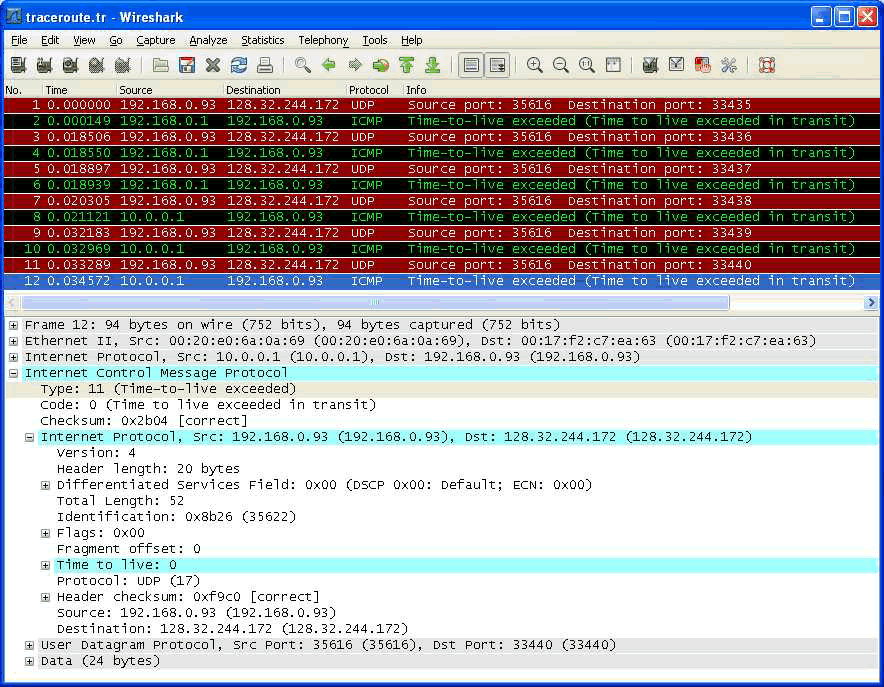 traceroute.tr - Wireshark
File Edit View Go Capture Analyze Statistics Telephony Tools Help
No. Time Source Destination Protocol Info
1 0.000000 192.168.0.93 128.32.244.172 UDP Source port: 35616 Destination port: 33435
2 0.000149 192.168.0.1 192.168.0.93 ICMP Time-to-live exceeded (Time to live exceeded in transit)
3 0.018506 192.168.0.93 128.32.244.172 UDP Source port: 35616 Destination port: 33436
4 0.018550 192.168.0.1 192.168.0.93 ICMP Time-to-live exceeded (Time to live exceeded in transit)
5 0.018897 192.168.0.93 128.32.244.172 UDP Source port: 35616 Destination port: 33437
6 0.018939 192.168.0.1 192.168.0.93 ICMP Time-to-live exceeded (Time to live exceeded in transit)
7 0.020305 192.168.0.93 128.32.244.172 UDP Source port: 35616 Destination port: 33438
8 0.021121 10.0.0.1 192.168.0.93 ICMP Time-to-live exceeded (Time to live exceeded in transit)
9 0.032183 192.168.0.93 128.32.244.172 UDP Source port: 35616 Destination port: 33439
10 0.032969 10.0.0.1 192.168.0.93 ICMP Time-to-live exceeded (Time to live exceeded in transit)
11 0.033289 192.168.0.93 128.32.244.172 UDP Source port: 35616 Destination port: 33440
12 0.034572 10.0.0.1 192.168.0.93 ICMP Time-to-live exceeded (Time to live exceeded in transit)
Frame 12: 94 bytes on wire (752 bits), 94 bytes captured (752 bits)
Ethernet II, Src: 00:20:e0:6a:0a:69 (00:20:e0:6a:0a:69), Dst: 00:17:f2:c7:ea:63 (00:17:f2:c7:ea:63)
Internet Protocol, Src: 10.0.0.1 (10.0.0.1), Dst: 192.168.0.93 (192.168.0.93)
Internet Control Message Protocol
Type: 11 (Time-to-live exceeded)
Code: 0 (Time to live exceeded in transit)
Checksum: 0x2b04 [correct]
Internet Protocol, Src: 192.168.0.93 (192.168.0.93), Dst: 128.32.244.172 (128.32.244.172)
Version: 4
Header length: 20 bytes
Differentiated Services Field: 0x00 (DSCP 0x00: Default; ECN: 0x00)
Total Length: 52
Identification: 0x8b26 (35622)
Flags: 0x00
Fragment offset: 0
Time to live: 0
Protocol: UDP (17)
Header checksum: 0xf9c0 [correct]
Source: 192.168.0.93 (192.168.0.93)
Destination: 128.32.244.172 (128.32.244.172)
User Datagram Protocol, Src Port: 35616 (35616), Dst Port: 33440 (33440)
Data (24 bytes)